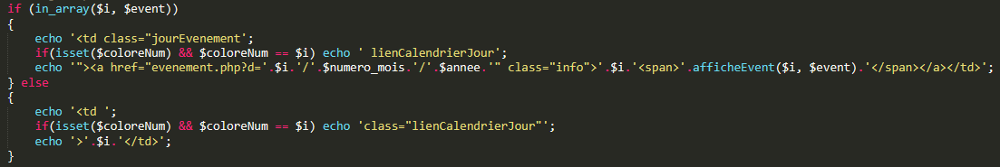 if (in_array($i, $event))
{
    echo '<td class="jourEvenement';
    if(isset($coloreNum) && $coloreNum == $i) echo ' lienCalendrierJour';
    echo '"><a href="evenement.php?d='.$i.'/'.$numero_mois.'/'.$annee.'" class="info">'.$i.'<span>'.afficheEvent($i, $event).'</span></a></td>';
} else
{
    echo '<td ';
    if(isset($coloreNum) && $coloreNum == $i) echo 'class="lienCalendrierJour"';
    echo '>'.$i.'</td>';
}